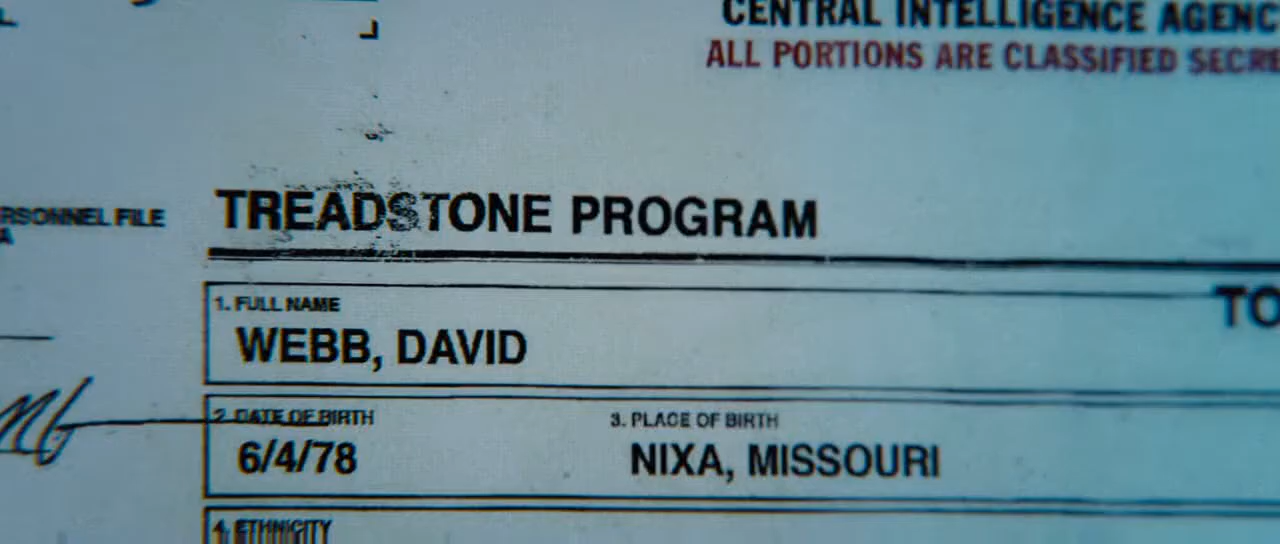 CENTRAL INTELLIGENCE AGENC
ALL PORTIONS ARE CLASSIFIED SECRE
RSONNEL FILE
TREADSTONE PROGRAM
1. FULL NAME
TO
WEBB, DAVID
2. DATE OF BIRTH
3. PLACE OF BIRTH
6/4/78
NIXA, MISSOURI
4. ETHNICITY